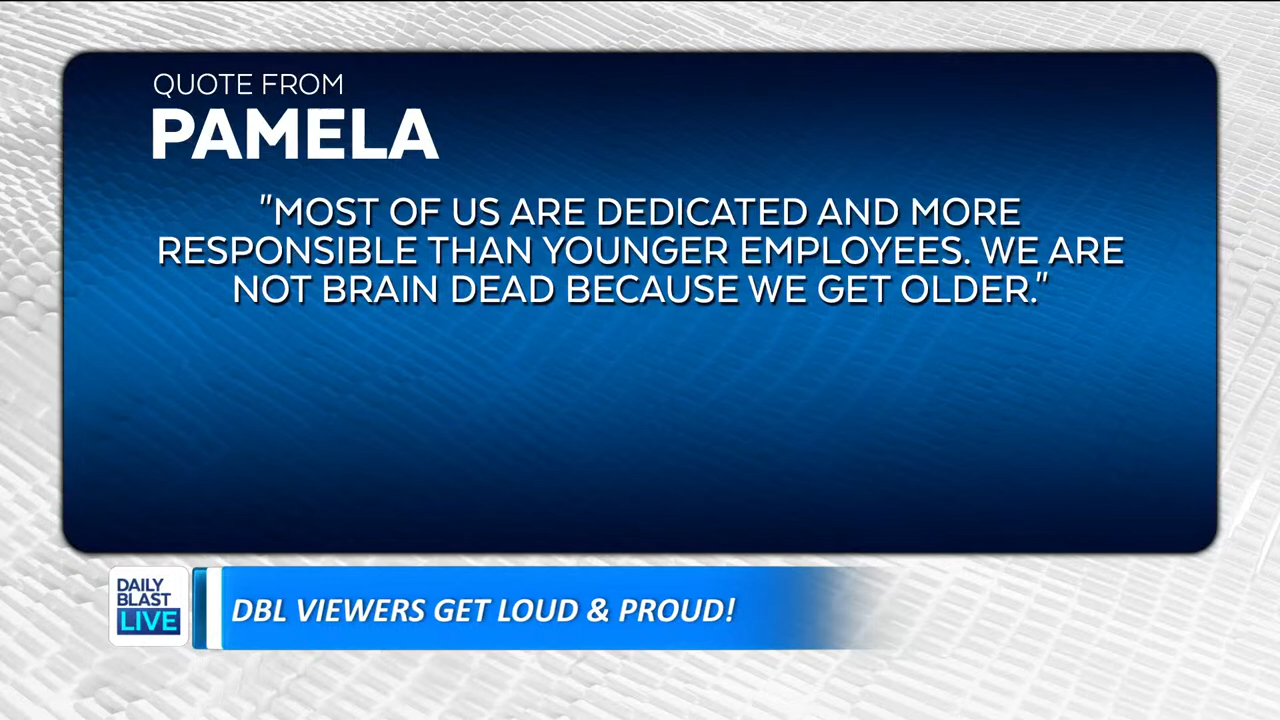 QUOTE FROM
PAMELA
"MOST OF US ARE DEDICATED AND MORE
RESPONSIBLE THAN YOUNGER EMPLOYEES. WE ARE
NOT BRAIN DEAD BECAUSE WE GET OLDER."
DAILY
BLAST
LIVE
DBL VIEWERS GET LOUD & PROUD!